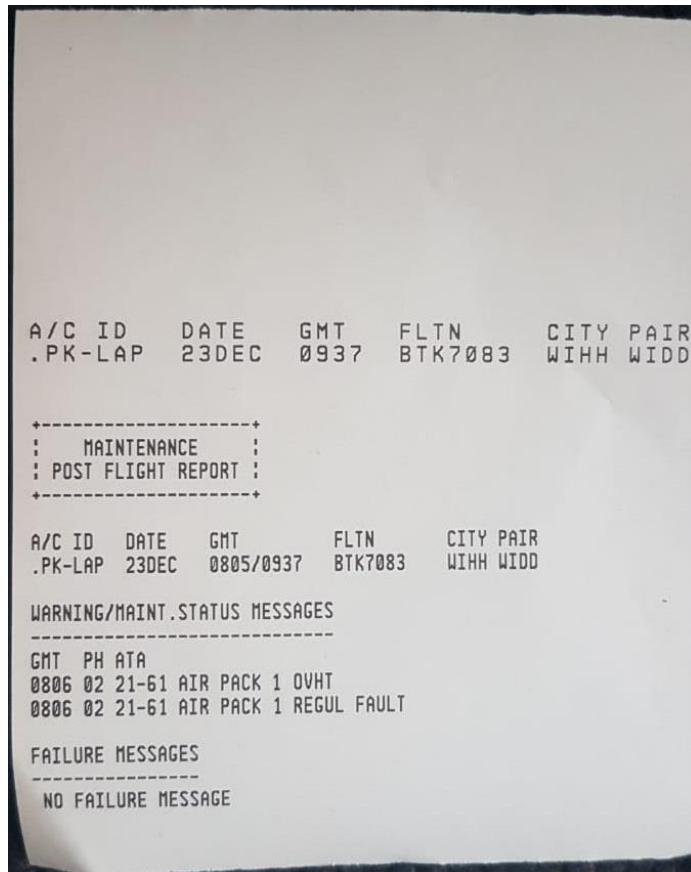 A/C ID DATE GMT FLTN CITY PAIR
.PK-LAP 23DEC 0937 BTK7083 WIHH WIDD
MAINTENANCE
POST FLIGHT REPORT
A/C ID DATE GMT FLTN CITY PAIR
.PK-LAP 23DEC 0805/0937 BTK7083 WIHH WIDD
WARNING/MAINT.STATUS MESSAGES
GMT PH ATA
0806 02 21-61 AIR PACK 1 OVHT
0806 02 21-61 AIR PACK 1 REGUL FAULT
FAILURE MESSAGES
NO FAILURE MESSAGE